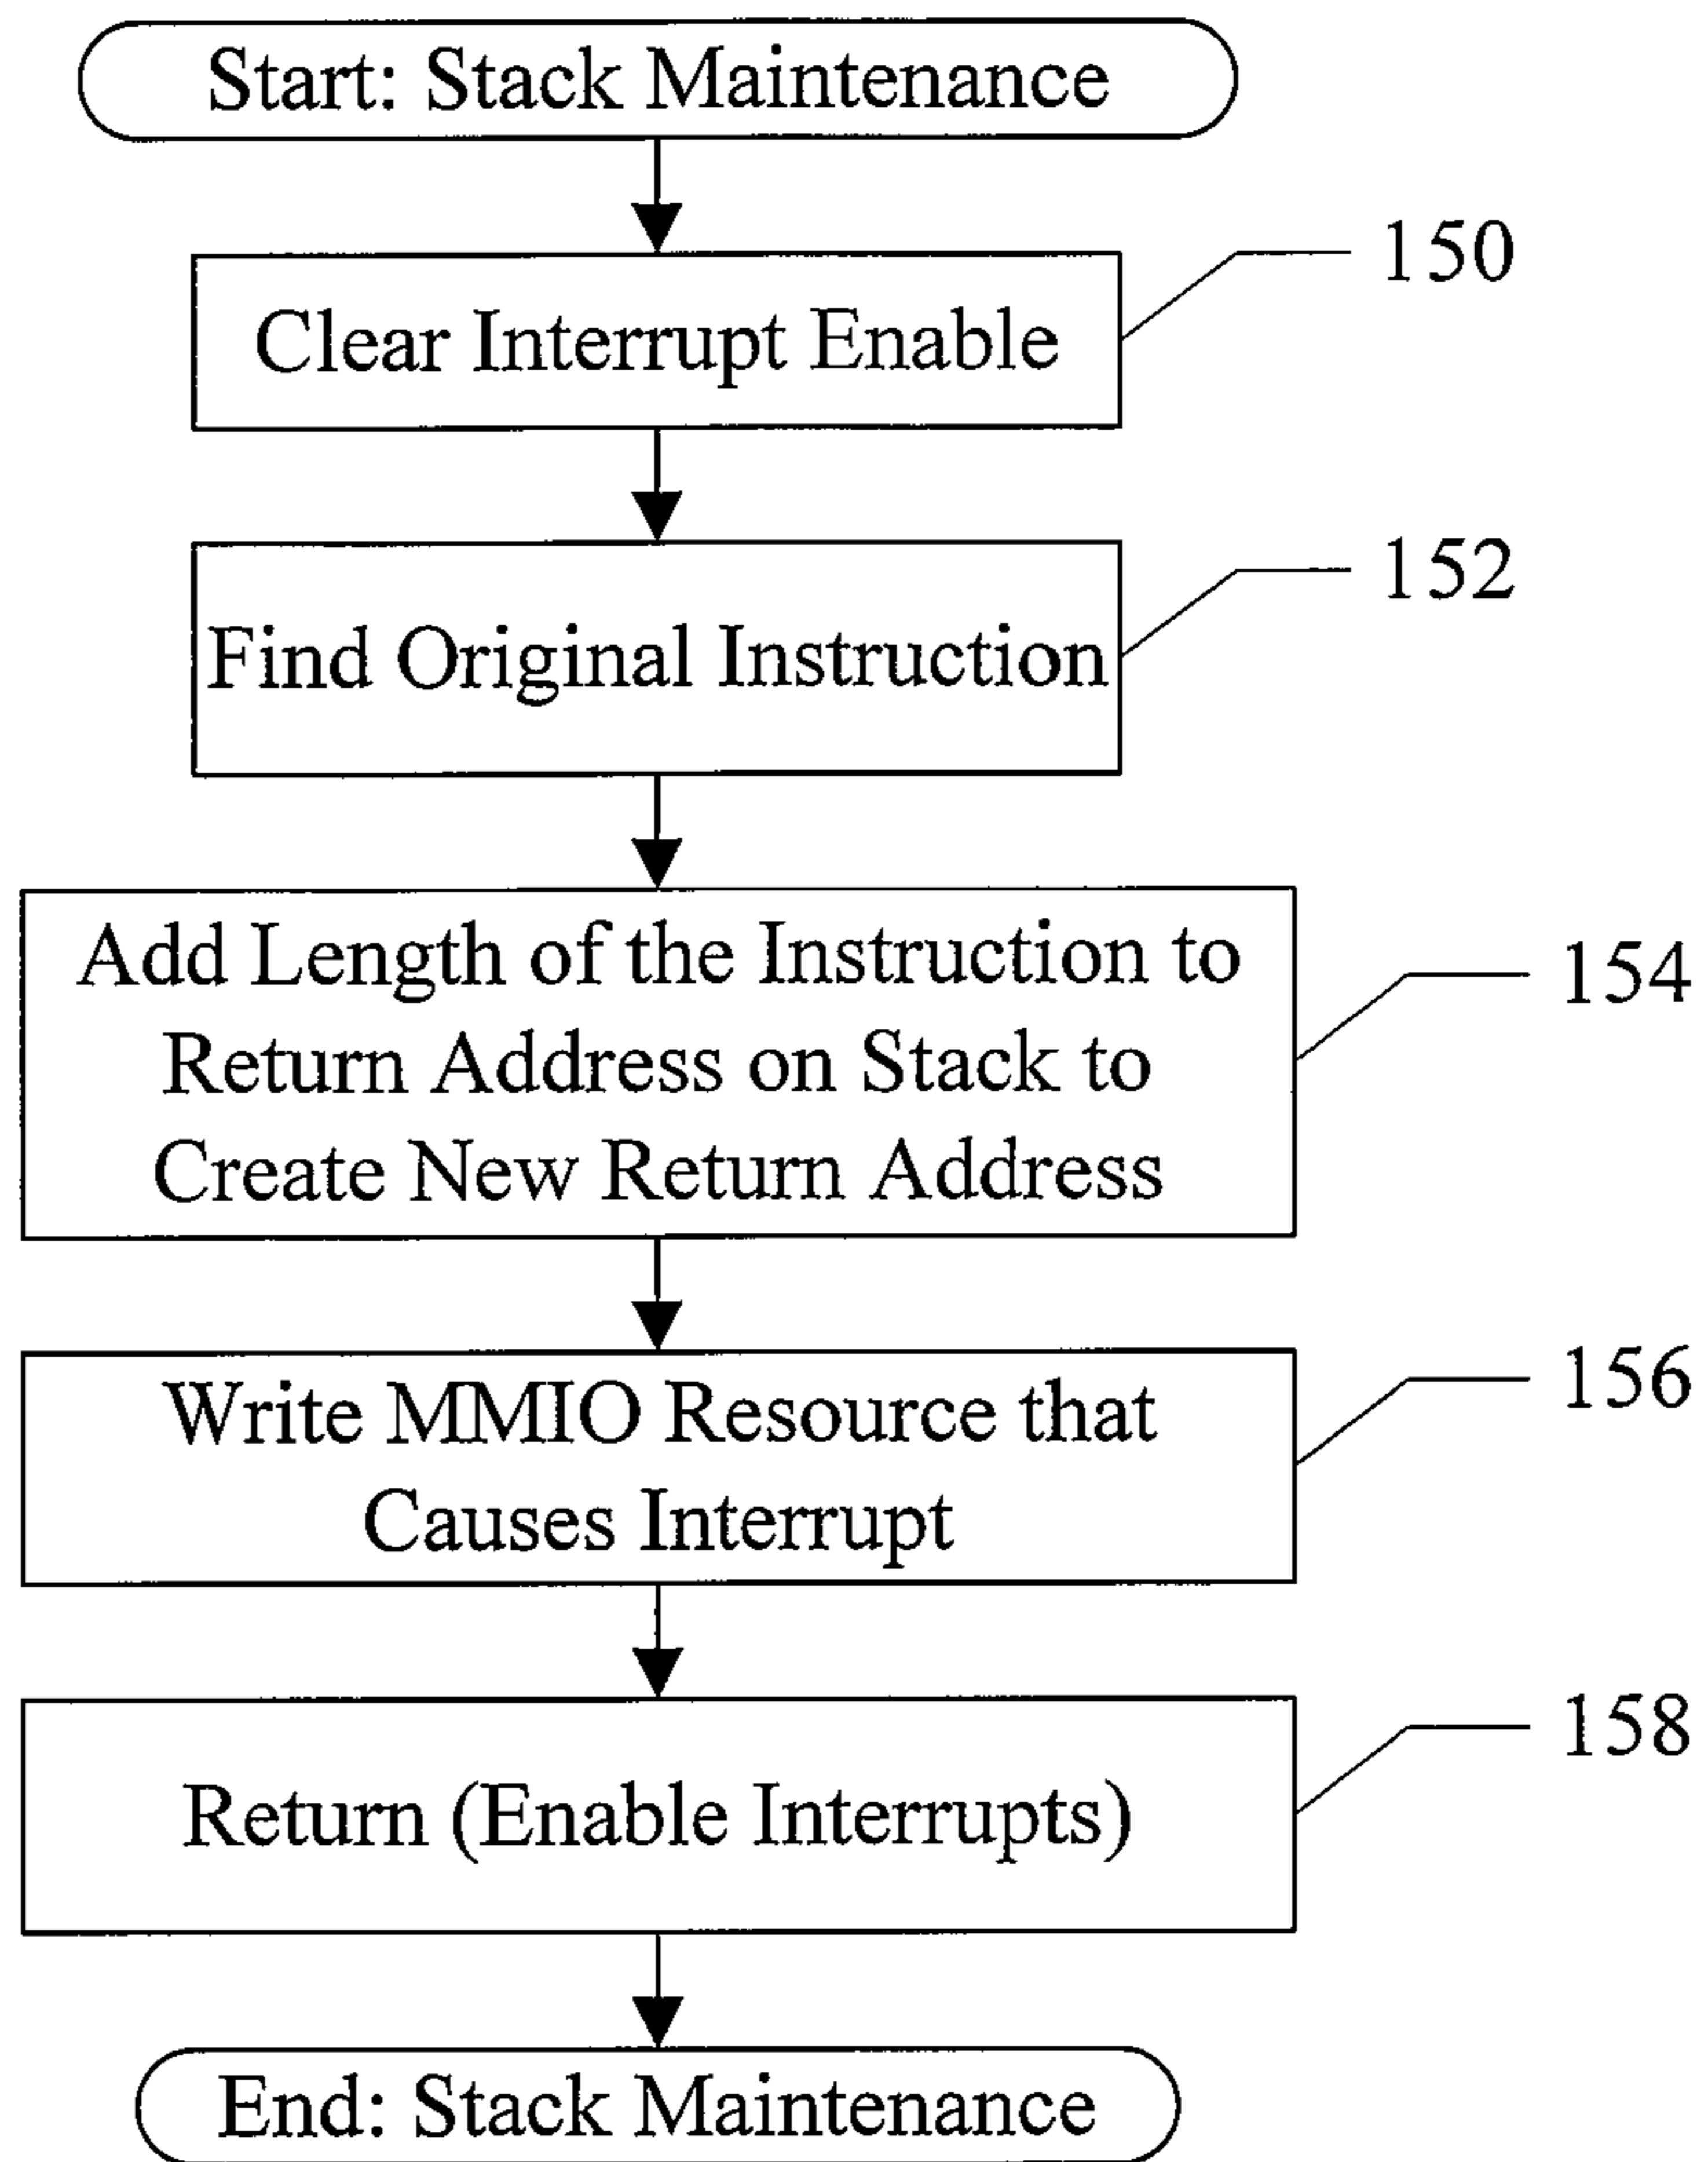 Start: Stack Maintenance
150
Clear Interrupt Enable
152
Find Original Instruction
Add Length of the Instruction to
154
Return Address on Stack to
Create New Return Address
156
Write MMIO Resource that
Causes Interrupt
158
Return (Enable Interrupts)
End: Stack Maintenance